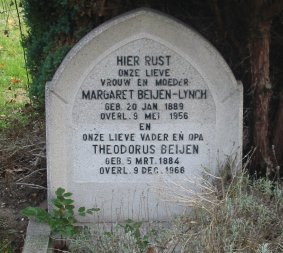 HIER RUST
ONZE LIEVE
VROUW EN MOEDER
MARGARET BEIJEN-LYNCH
GEB. 20 JAN. 1889
OVERL. 9 MEI 1956
EN
ONZE LIEVE VADER EN OPA
THEODORUS BEIJEN
GEB. 5 MRT. 1884
OVERL. 9 DEC. 1966